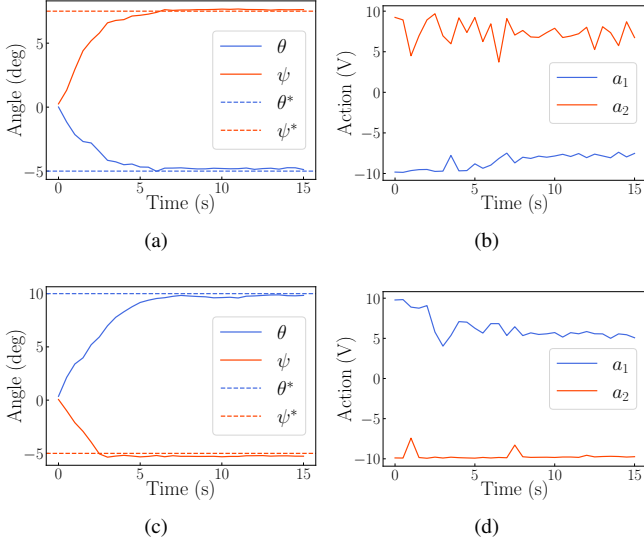 Angle (deg)
5
0
−5
0
5
10
15
Time (s)
θ
ψ
θ*
ψ*
(a)
Action (V)
10
5
0
−5
−10
0
5
10
15
Time (s)
a₁
a₂
(b)
Angle (deg)
10
5
0
−5
0
5
10
15
Time (s)
θ
ψ
θ*
ψ*
(c)
Action (V)
10
5
0
−5
−10
0
5
10
15
Time (s)
a₁
a₂
(d)